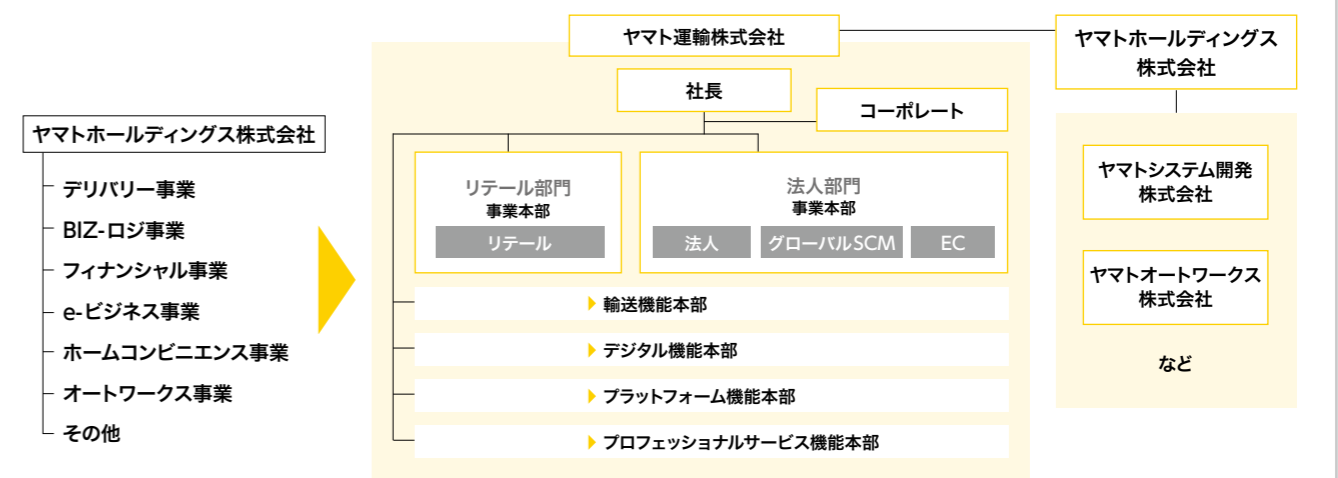 ヤマトホールディングス株式会社
デリバリー事業
BIZ-ロジ事業
フィナンシャル事業
e-ビジネス事業
ホームコンビニエンス事業
オートワークス事業
その他
ヤマト運輸株式会社
社長
コーポレート
リテール部門
事業本部
リテール
法人部門
事業本部
法人 グローバルSCM EC
輸送機能本部
デジタル機能本部
プラットフォーム機能本部
プロフェッショナルサービス機能本部
ヤマトホールディングス
株式会社
ヤマトシステム開発
株式会社
ヤマトオートワークス
株式会社
など